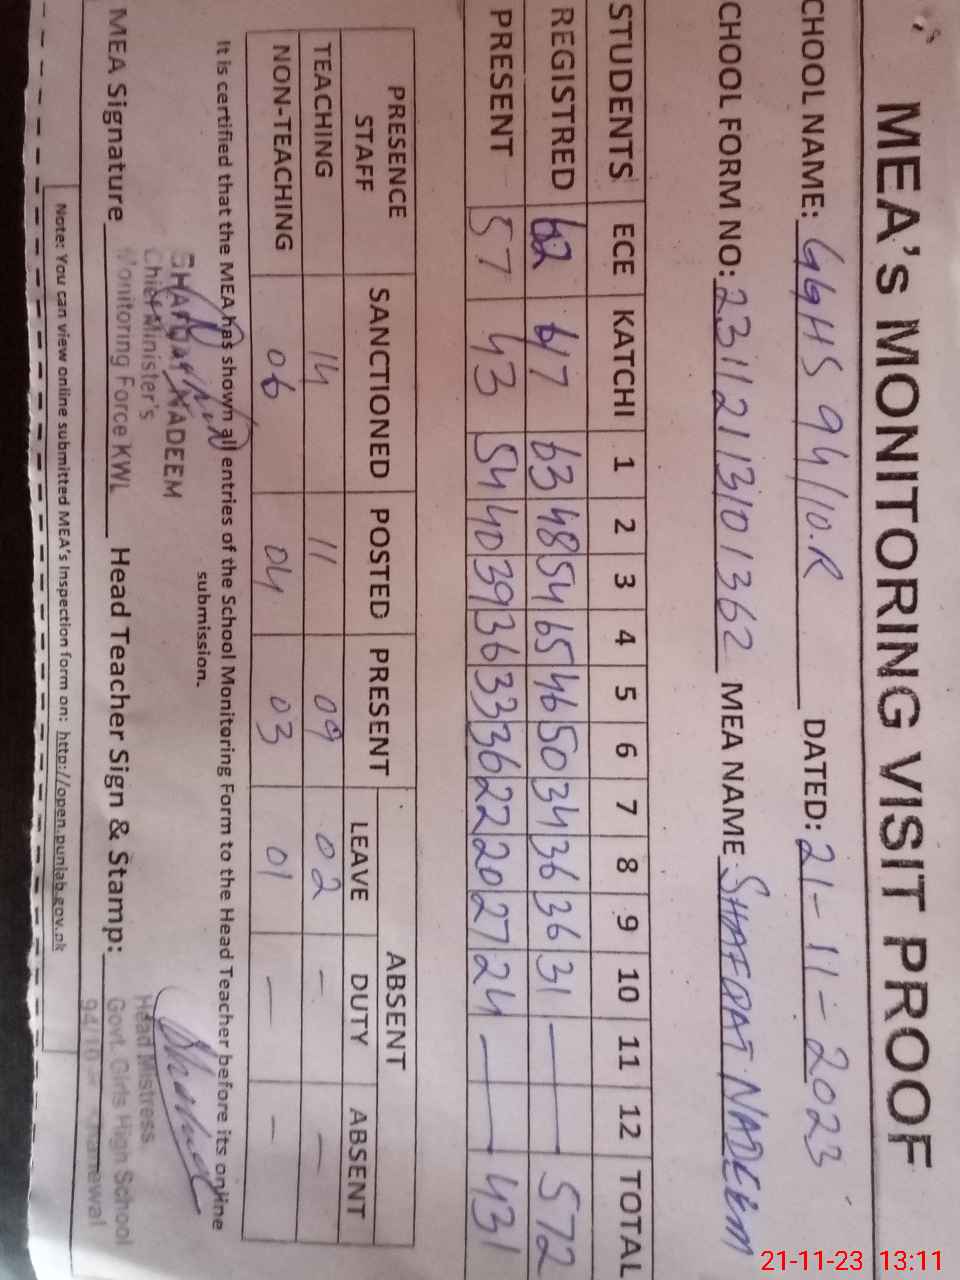 MEA's MONITORING VISIT PROOF
CHOOL NAME: GGHS 94/10.R DATED: 21-11-2023
CHOOL FORM NO: 23112113101362 MEA NAME SHAFQAT NADEEM
STUDENTS ECE KATCHI 1 2 3 4 5 6 7 8 9 10 11 12 TOTAL
REGISTRED 62 67 63 48 54 65 46 50 34 36 36 31 — 572
PRESENT 57 43 54 40 39 36 33 36 22 20 27 24 — 431
PRESENCE STAFF SANCTIONED POSTED PRESENT ABSENT
LEAVE DUTY ABSENT
TEACHING 14 11 09 02 - —
NON-TEACHING 06 04 03 01 — —
It is certified that the MEA has shown all entries of the School Monitoring Form to the Head Teacher before its online
submission.
MEA Signature Head Teacher Sign & Stamp:
SHAFQAT NADEEM
Chief Minister's
Monitoring Force KWL
Head Mistress
Govt. Girls High School
94/10 Khanewal
Note: You can view online submitted MEA's Inspection form on: http://open.punjab.gov.pk
21-11-23 13:11